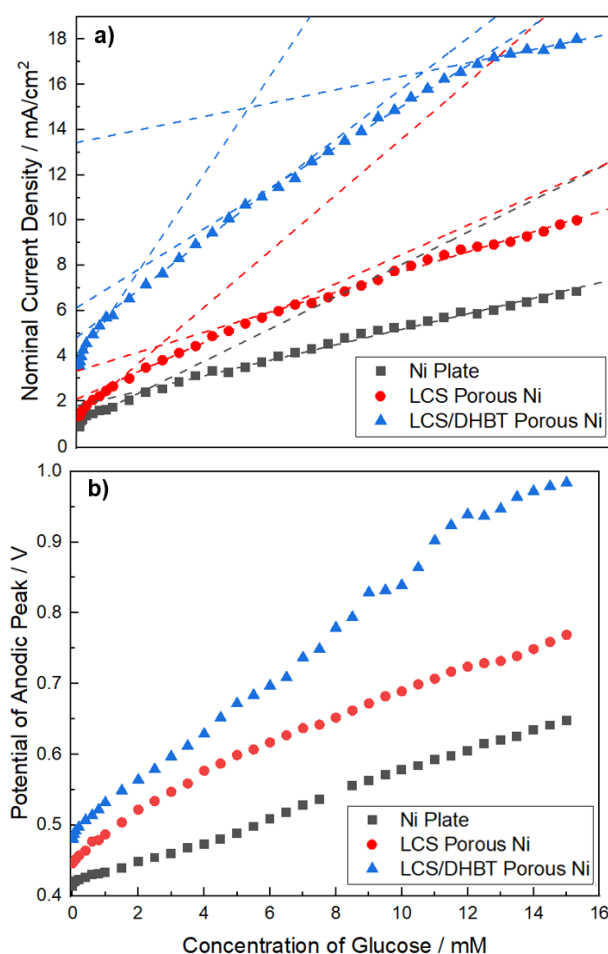 a)
18
16
14
12
10
8
6
4
2
0
Nominal Current Density / mA/cm²
Ni Plate
LCS Porous Ni
LCS/DHBT Porous Ni
b)
1.0
0.9
0.8
0.7
0.6
0.5
0.4
Potential of Anodic Peak / V
Ni Plate
LCS Porous Ni
LCS/DHBT Porous Ni
0 2 4 6 8 10 12 14 16
Concentration of Glucose / mM